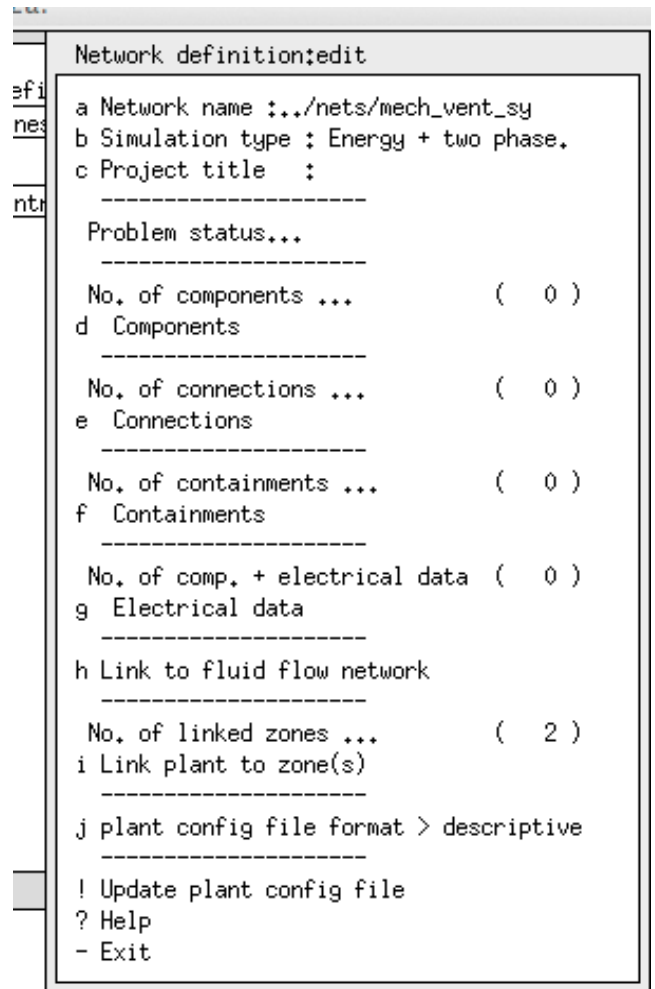 Network definition:edit
efi
nes
ntr
a Network name :../nets/mech_vent_sy
b Simulation type : Energy + two phase.
c Project title   :
---------------------
Problem status...
---------------------
No. of components ...          (   0 )
d  Components
---------------------
No. of connections ...         (   0 )
e  Connections
---------------------
No. of containments ...        (   0 )
f  Containments
---------------------
No. of comp. + electrical data (   0 )
g  Electrical data
---------------------
h Link to fluid flow network
---------------------
No. of linked zones ...        (   2 )
i Link plant to zone(s)
---------------------
j plant config file format > descriptive
---------------------
! Update plant config file
? Help
- Exit